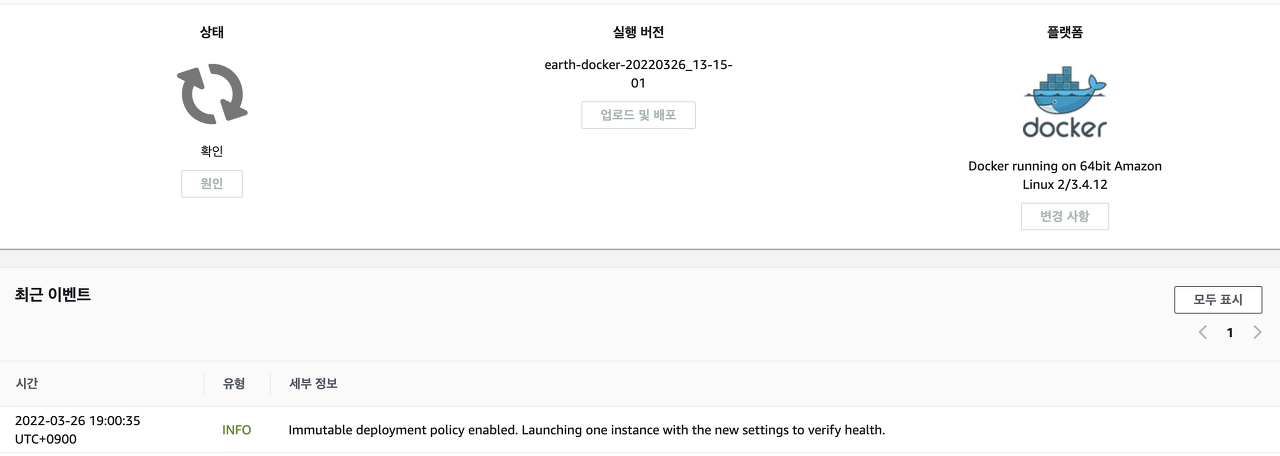 상태
실행 버전
플랫폼
earth-docker-20220326_13-15-
01
업로드 및 배포
docker
확인
원인
Docker running on 64bit Amazon
Linux 2/3.4.12
변경 사항
최근 이벤트
모두 표시
1
시간
유형
세부 정보
2022-03-26 19:00:35
UTC+0900
INFO
Immutable deployment policy enabled. Launching one instance with the new settings to verify health.